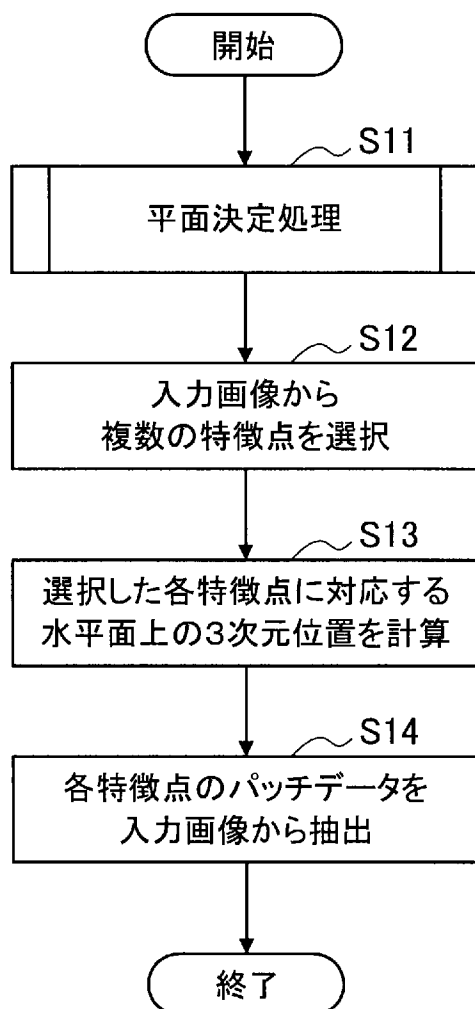 開始
S11
平面決定処理
S12
入力画像から
複数の特徴点を選択
S13
選択した各特徴点に対応する
水平面上の3次元位置を計算
S14
各特徴点のパッチデータを
入力画像から抽出
終了